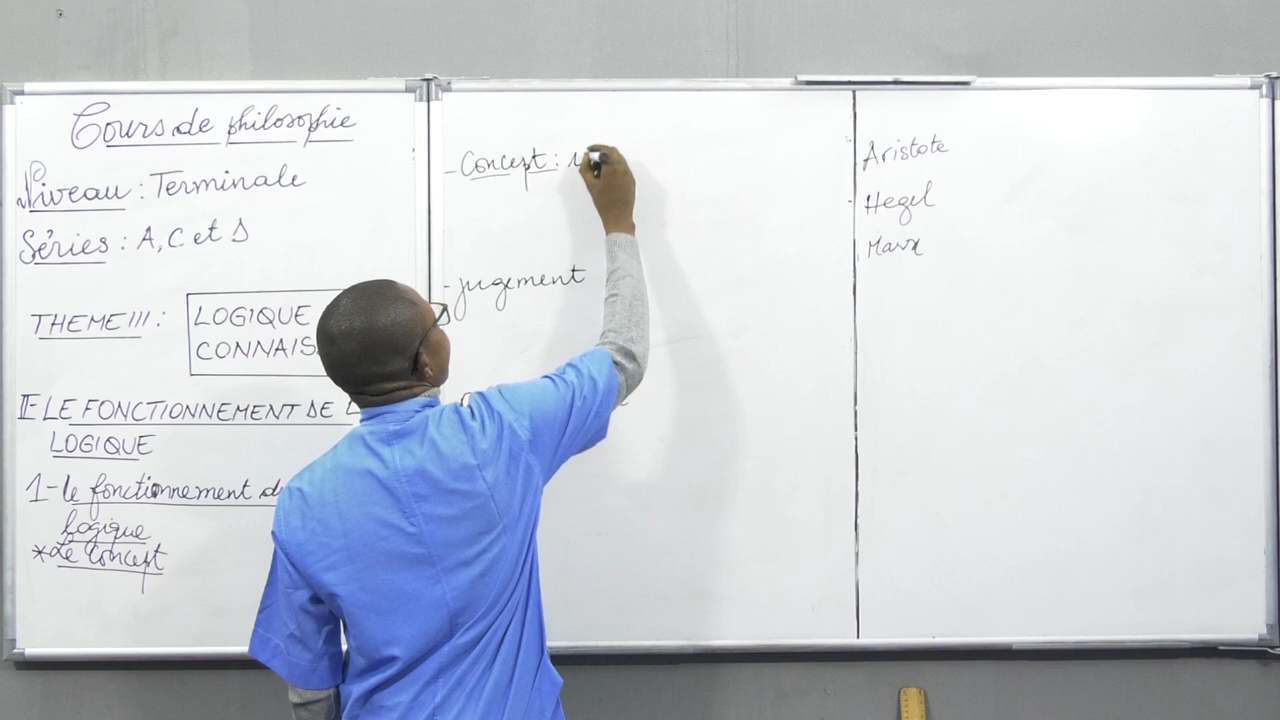 Cours de philosophie
Niveau : Terminale
Séries : A, C et D
THEME III :
LOGIQUE
CONNAIS
II- LE FONCTIONNEMENT DE
LOGIQUE
1- le fonctionnement
logique
* Le Concept
- Concept :
- jugement
Aristote
Hegel
Marx